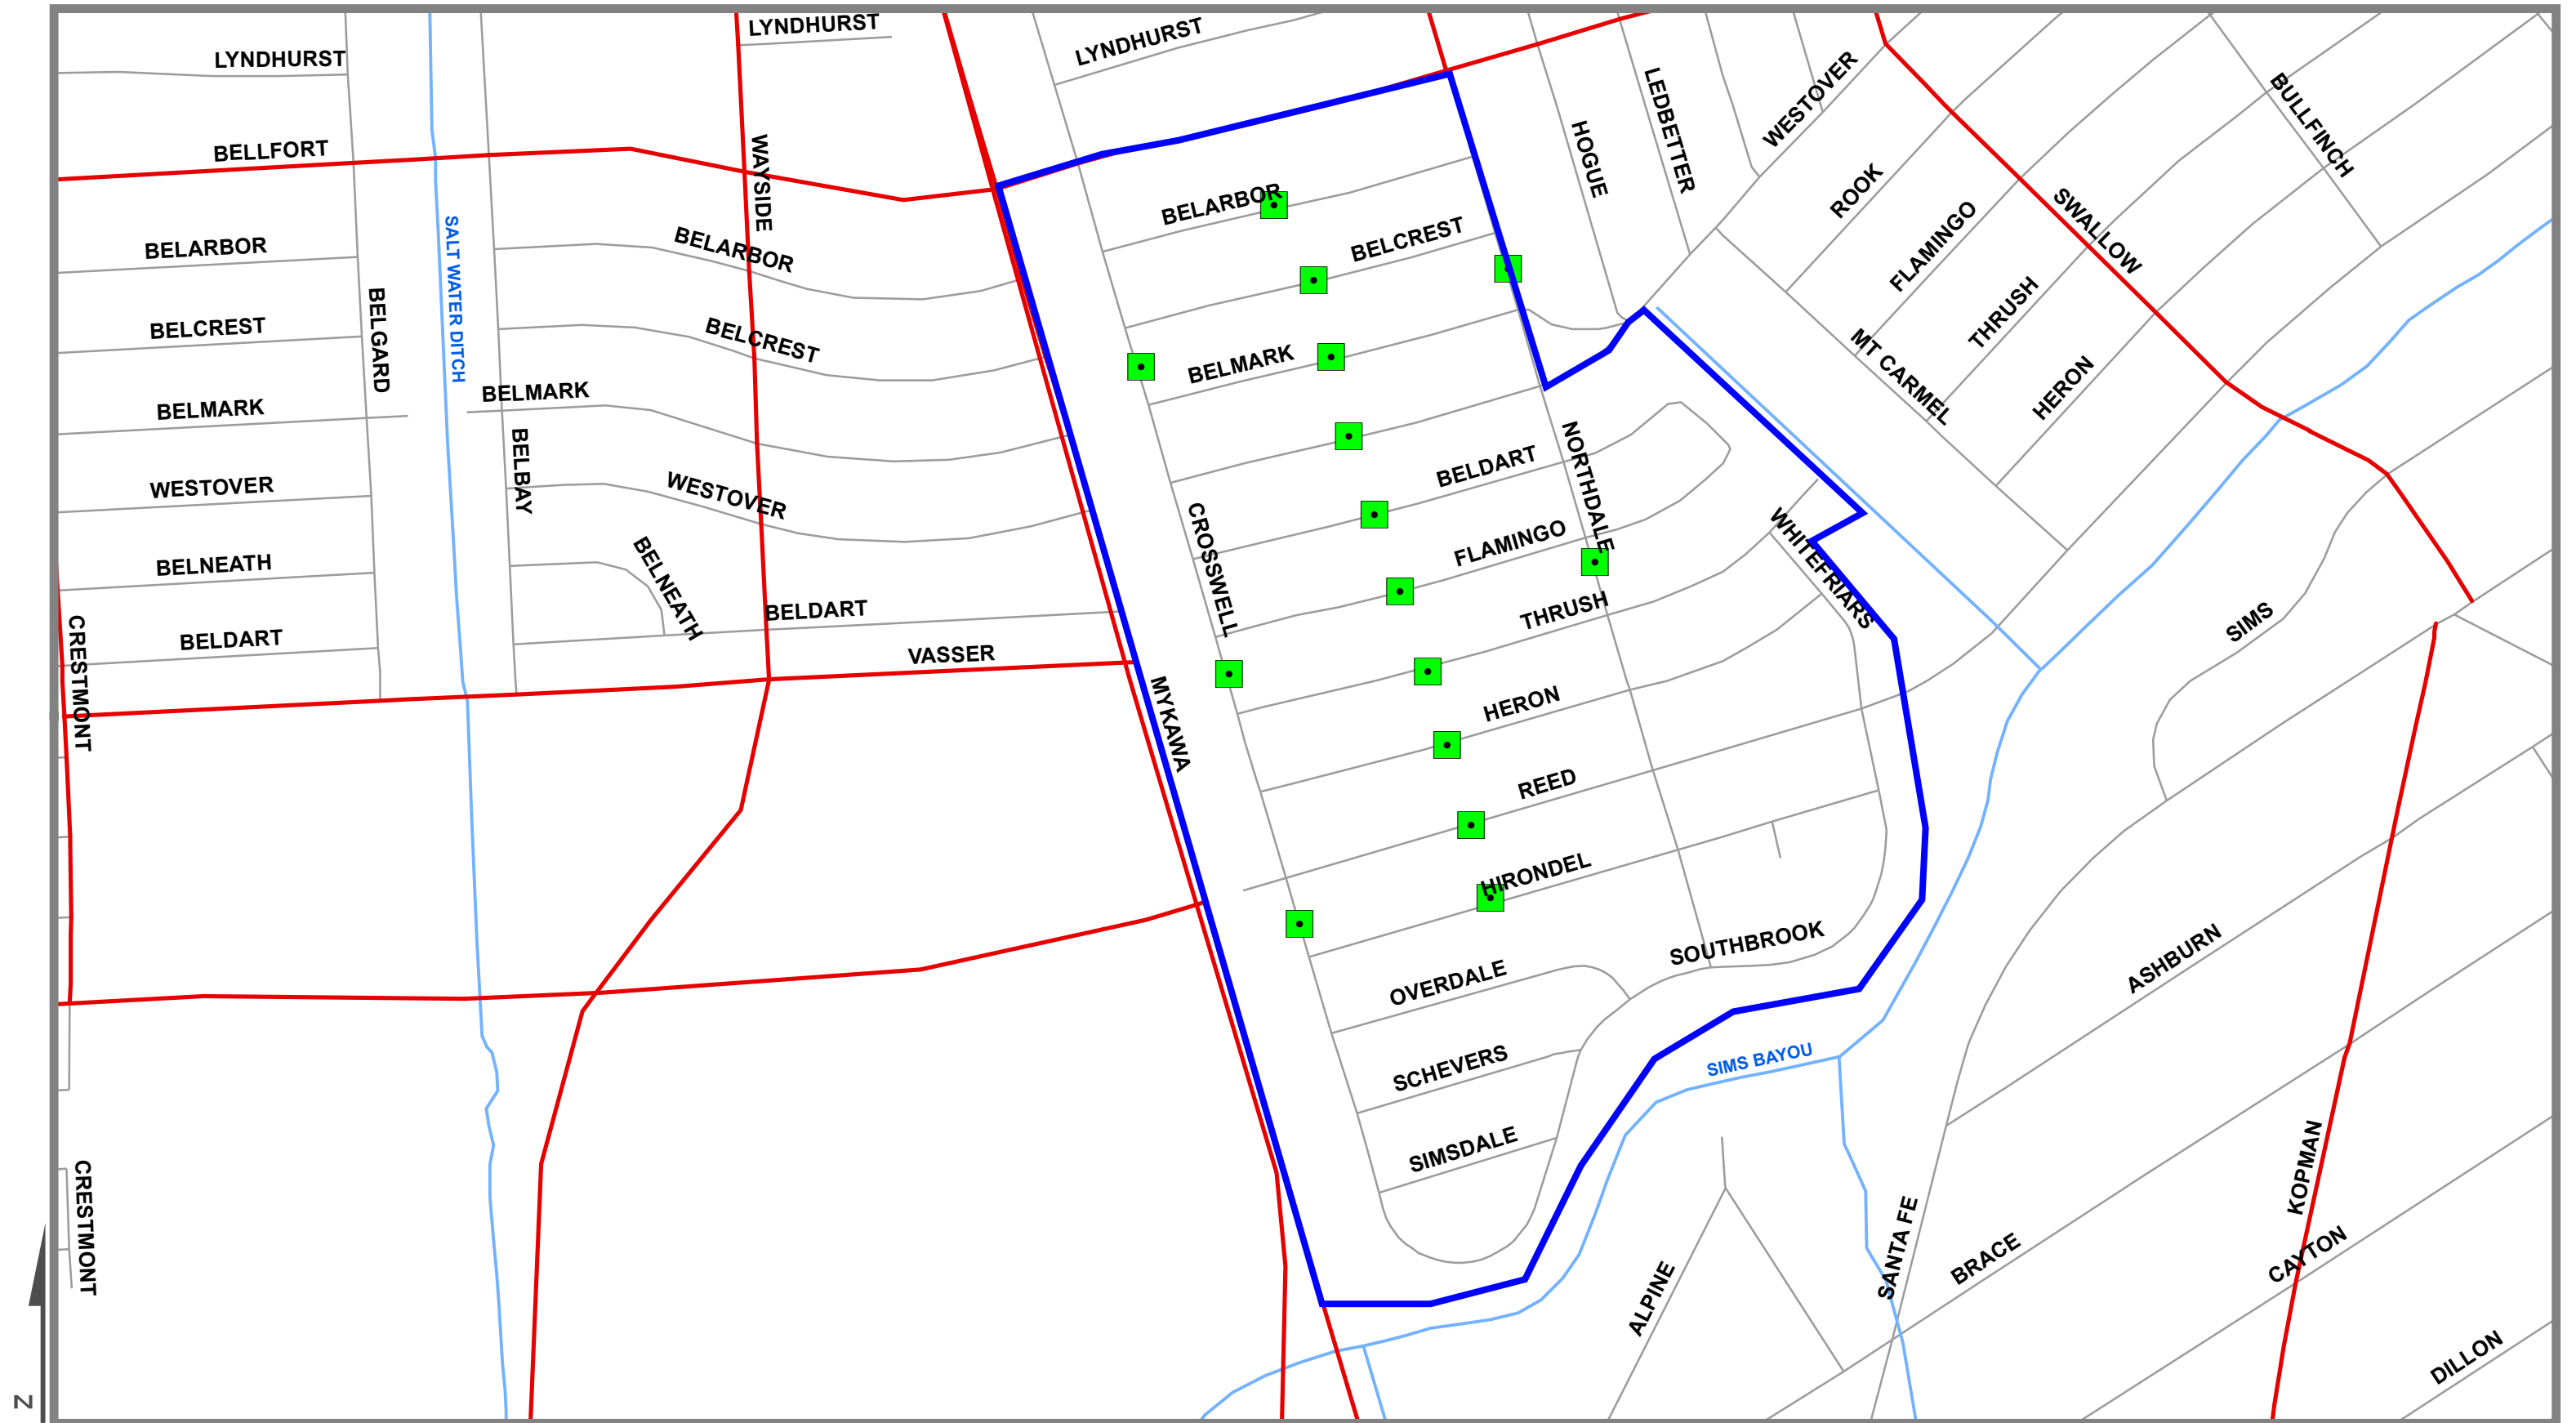 LYNDHURST
LYNDHURST
LYNDHURST
BELLFORT
WAYSIDE
HOGUE
LEDBETTER
WESTOVER
BULLFINCH
ROOK
FLAMINGO
SWALLOW
THRUSH
MT CARMEL
HERON
BELARBOR
BELARBOR
BELARBOR
SALT WATER DITCH
BELGARD
BELCREST
BELCREST
BELCREST
BELMARK
BELMARK
BELMARK
BELBAY
WESTOVER
WESTOVER
BELDART
NORTHDALE
CROSSWELL
FLAMINGO
WHITEFRIARS
BELNEATH
BELNEATH
THRUSH
BELDART
BELDART
SIMS
CRESTMONT
VASSER
MYKAWA
HERON
REED
HIRONDEL
SOUTHBROOK
OVERDALE
ASHBURN
SCHEVERS
SIMS BAYOU
SIMSDALE
KOPMAN
CRESTMONT
SANTA FE
BRACE
CAYTON
ALPINE
DILLON
N